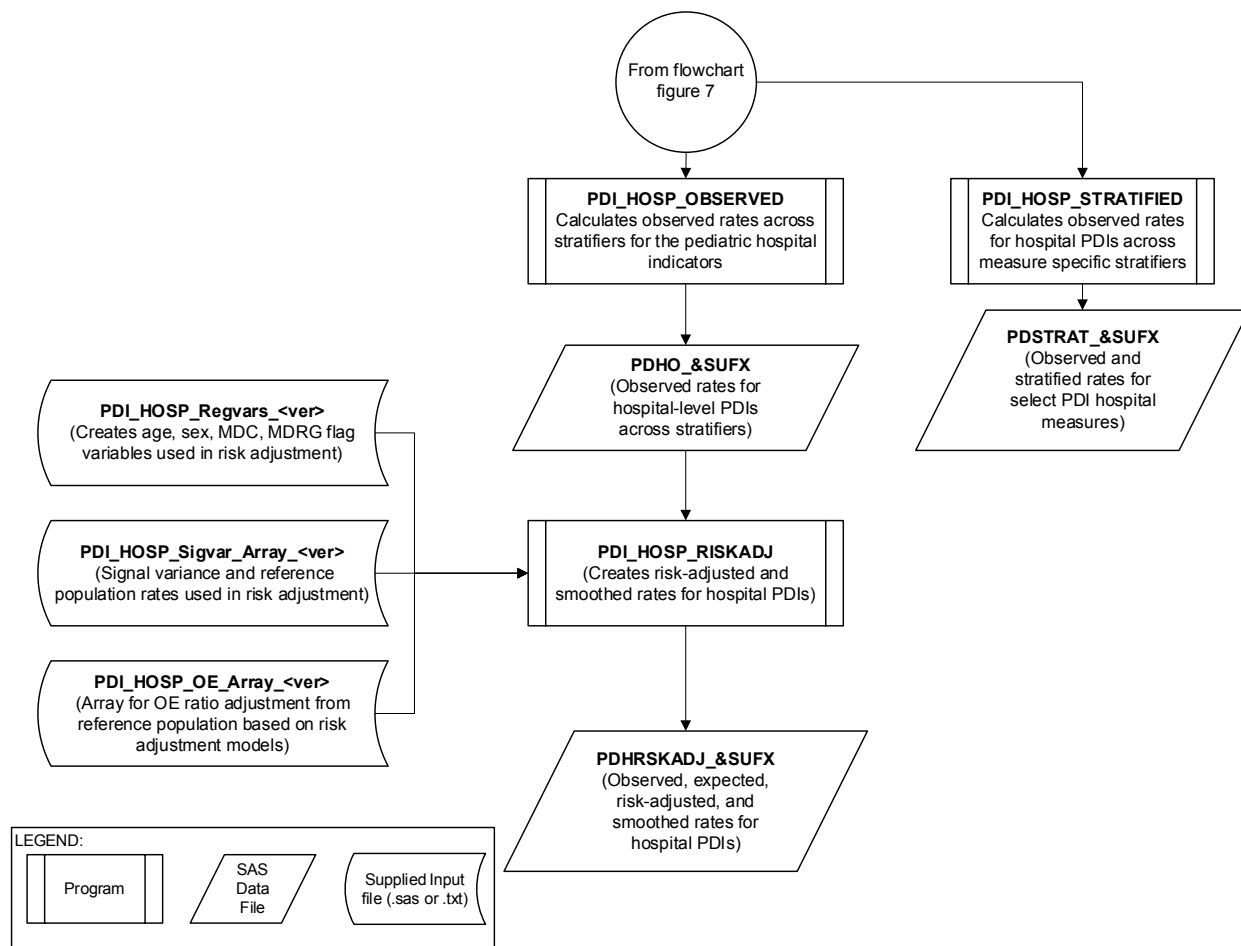 From flowchart
figure 7
PDI_HOSP_OBSERVED
Calculates observed rates across
stratifiers for the pediatric hospital
indicators
PDI_HOSP_STRATIFIED
Calculates observed rates
for hospital PDIs across
measure specific stratifiers
PDHO_&SUFX
(Observed rates for
hospital-level PDIs
across stratifiers)
PDSTRAT_&SUFX
(Observed and
stratified rates for
select PDI hospital
measures)
PDI_HOSP_Regvars_<ver>
(Creates age, sex, MDC, MDRG flag
variables used in risk adjustment)
PDI_HOSP_Sigvar_Array_<ver>
(Signal variance and reference
population rates used in risk adjustment)
PDI_HOSP_RISKADJ
(Creates risk-adjusted and
smoothed rates for hospital PDIs)
PDI_HOSP_OE_Array_<ver>
(Array for OE ratio adjustment from
reference population based on risk
adjustment models)
PDHRSKADJ_&SUFX
(Observed, expected,
risk-adjusted, and
smoothed rates for
hospital PDIs)
LEGEND:
Program
SAS
Data
File
Supplied Input
file (.sas or .txt)